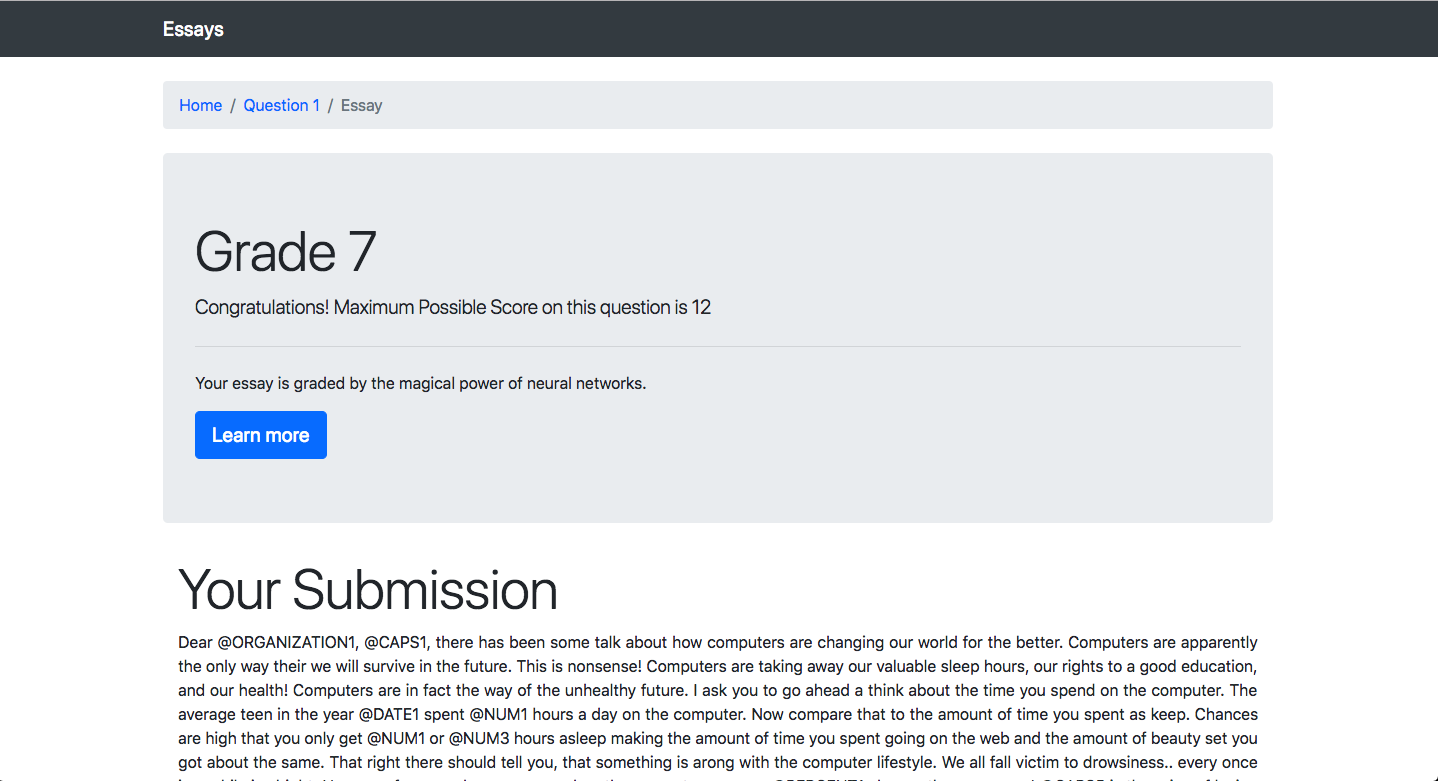 Essays
Home / Question 1 / Essay
Grade 7
Congratulations! Maximum Possible Score on this question is 12
Your essay is graded by the magical power of neural networks.
Learn more
Your Submission
Dear @ORGANIZATION1, @CAPS1, there has been some talk about how computers are changing our world for the better. Computers are apparently
the only way their we will survive in the future. This is nonsense! Computers are taking away our valuable sleep hours, our rights to a good education,
and our health! Computers are in fact the way of the unhealthy future. I ask you to go ahead a think about the time you spend on the computer. The
average teen in the year @DATE1 spent @NUM1 hours a day on the computer. Now compare that to the amount of time you spent as keep. Chances
are high that you only get @NUM1 or @NUM3 hours asleep making the amount of time you spent going on the web and the amount of beauty set you
got about the same. That right there should tell you, that something is arong with the computer lifestyle. We all fall victim to drowsiness.. every once